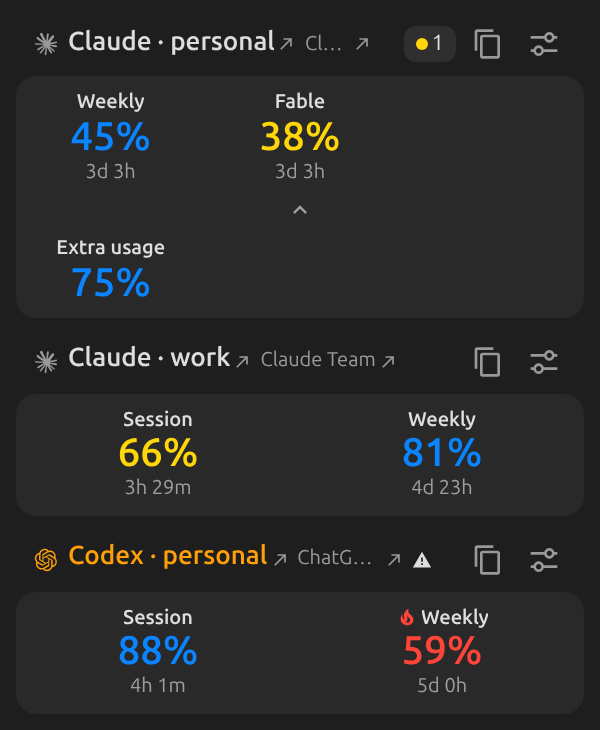 Claude · personal Cl... 1
Weekly Fable
45% 38%
3d 3h 3d 3h
Extra usage
75%
Claude · work Claude Team
Session Weekly
66% 81%
3h 29m 4d 23h
Codex · personal ChatG...
Session Weekly
88% 59%
4h 1m 5d 0h